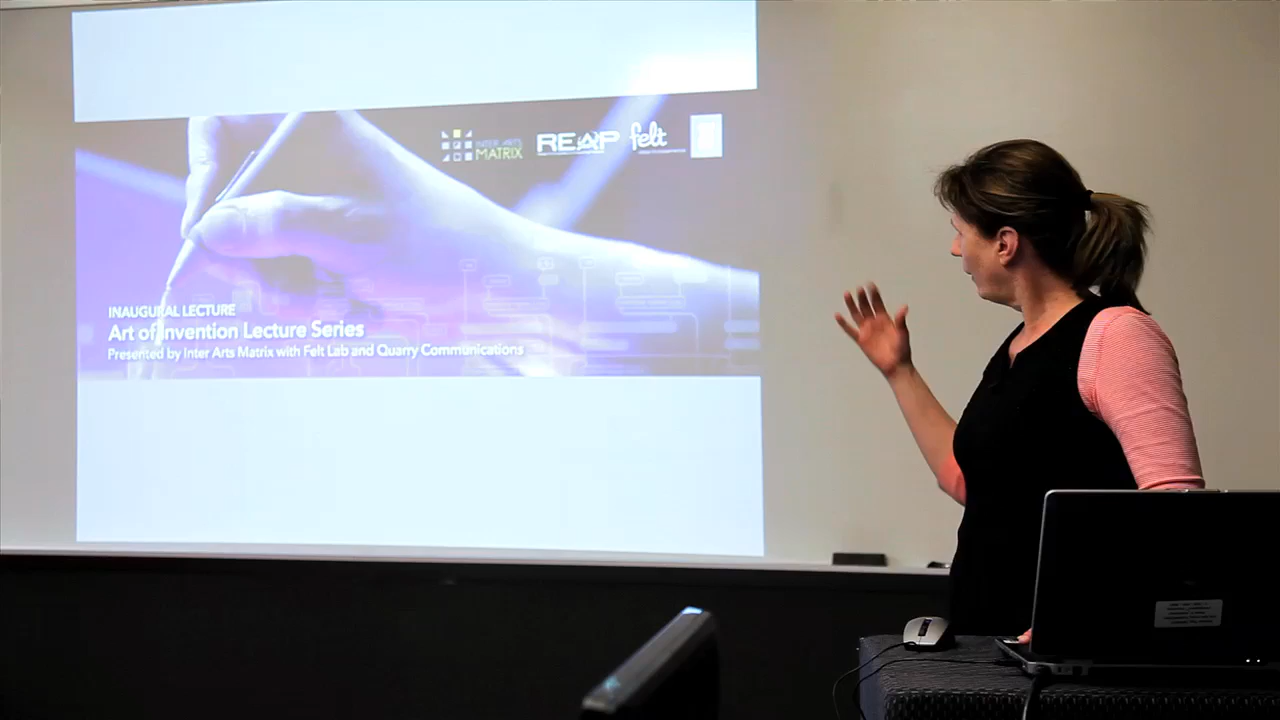 INTER ARTS
MATRIX
REAP
felt
INAUGURAL LECTURE
Art of Invention Lecture Series
Presented by Inter Arts Matrix with Felt Lab and Quarry Communications